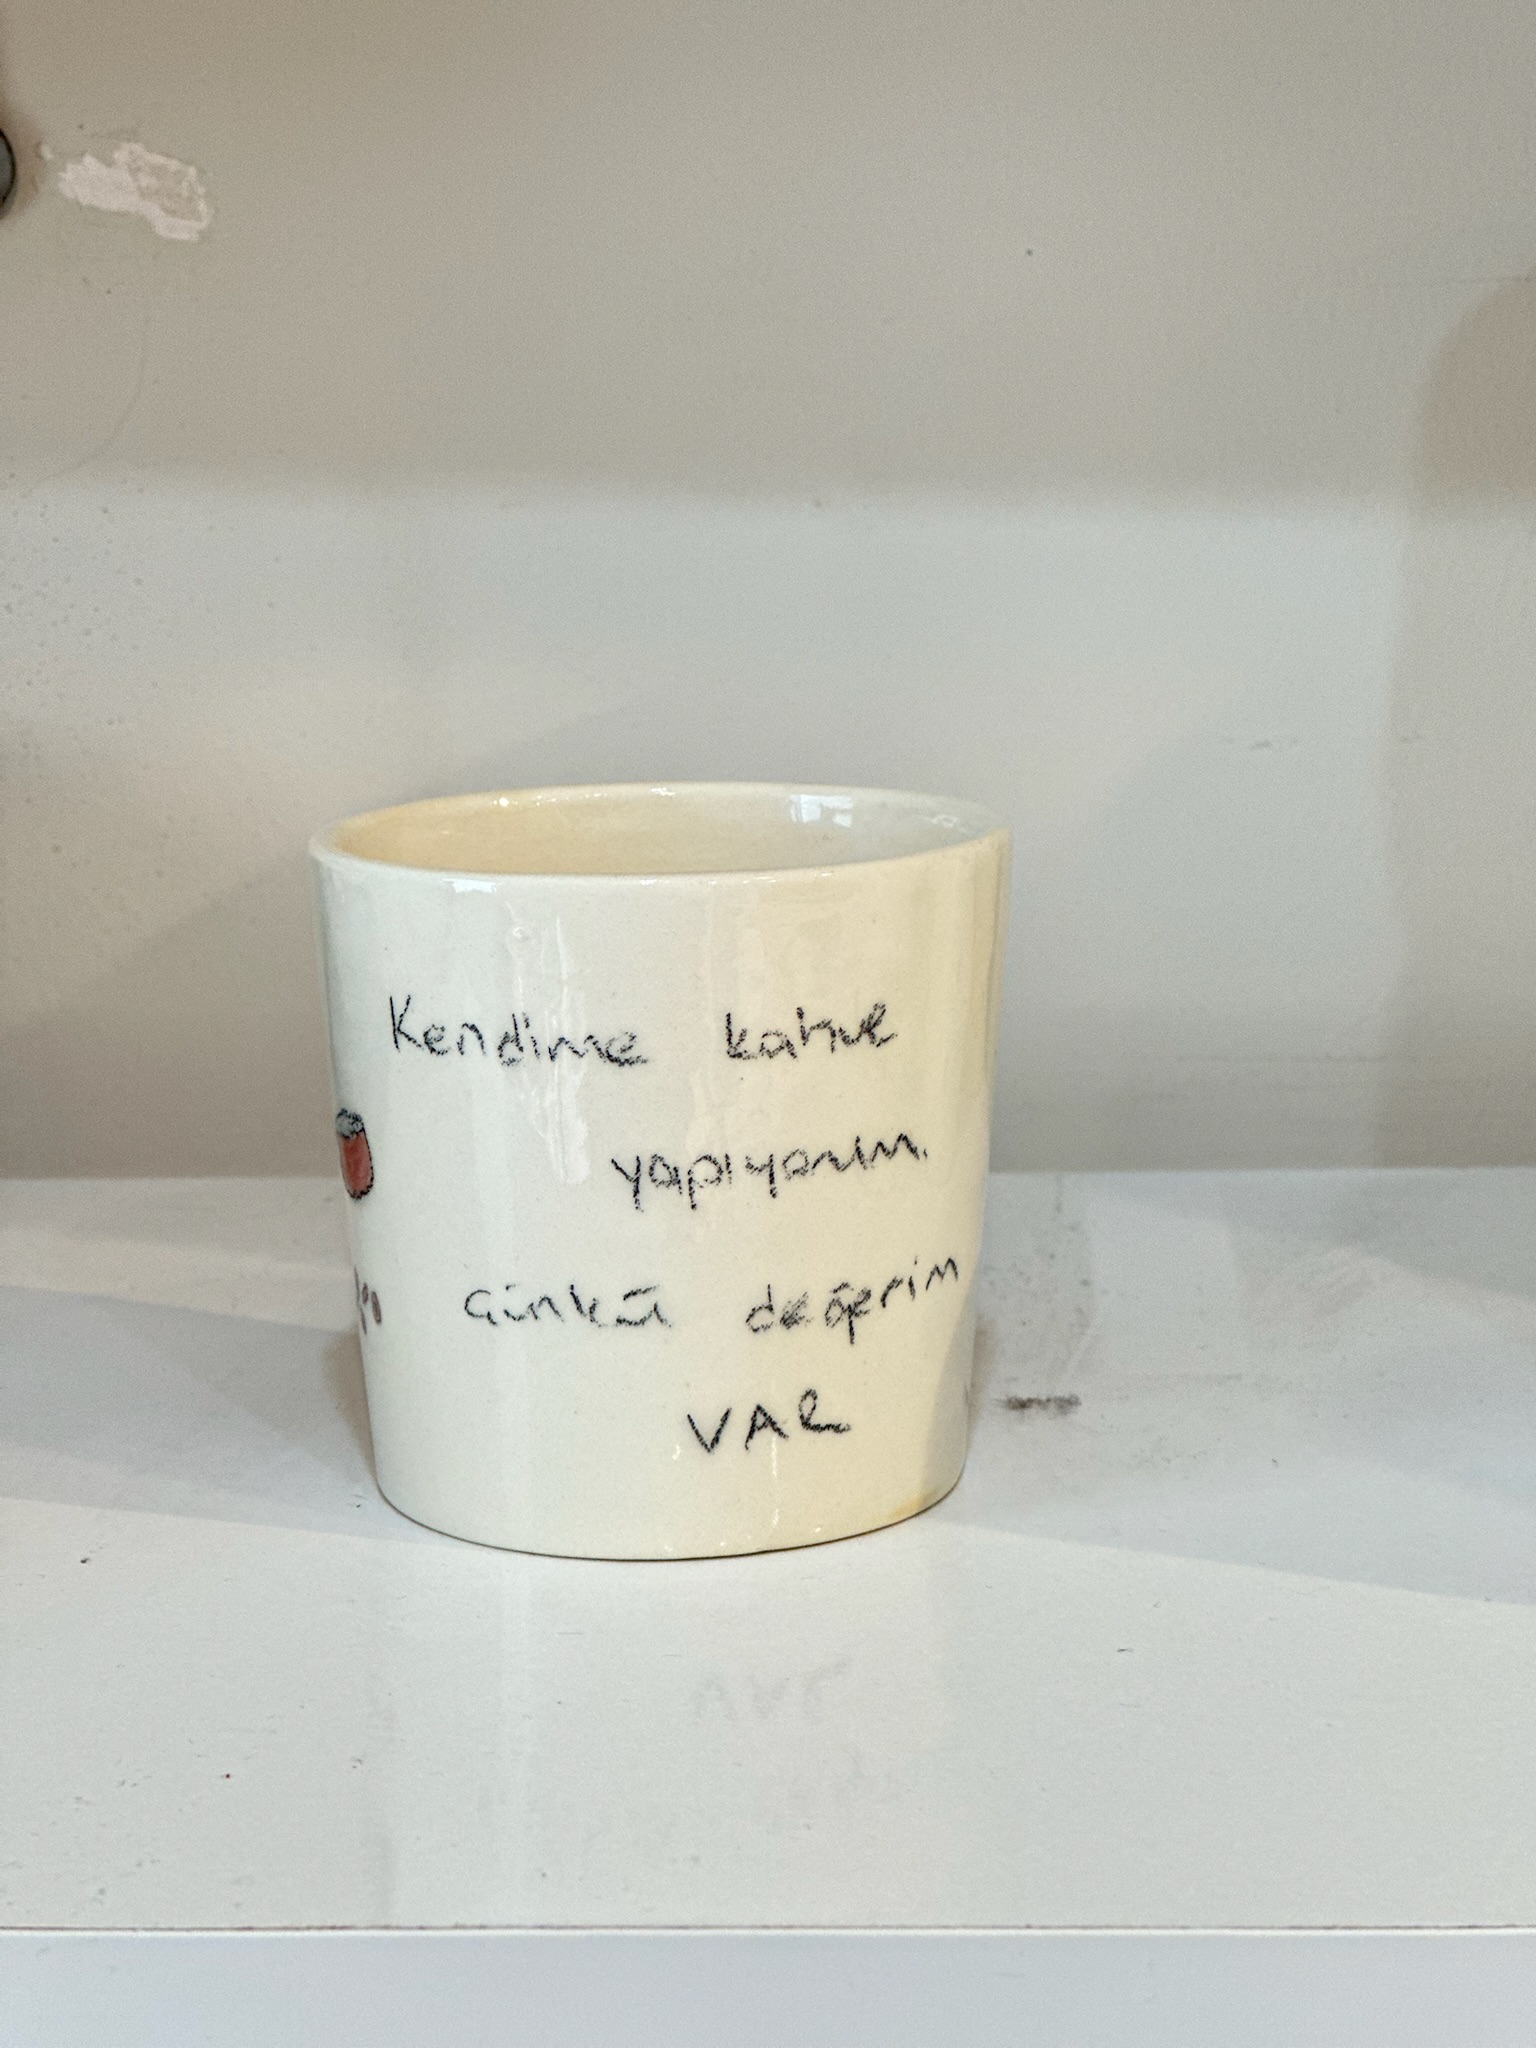 Kendime kahve
yapıyorum.
Çünkü değerim
VAR